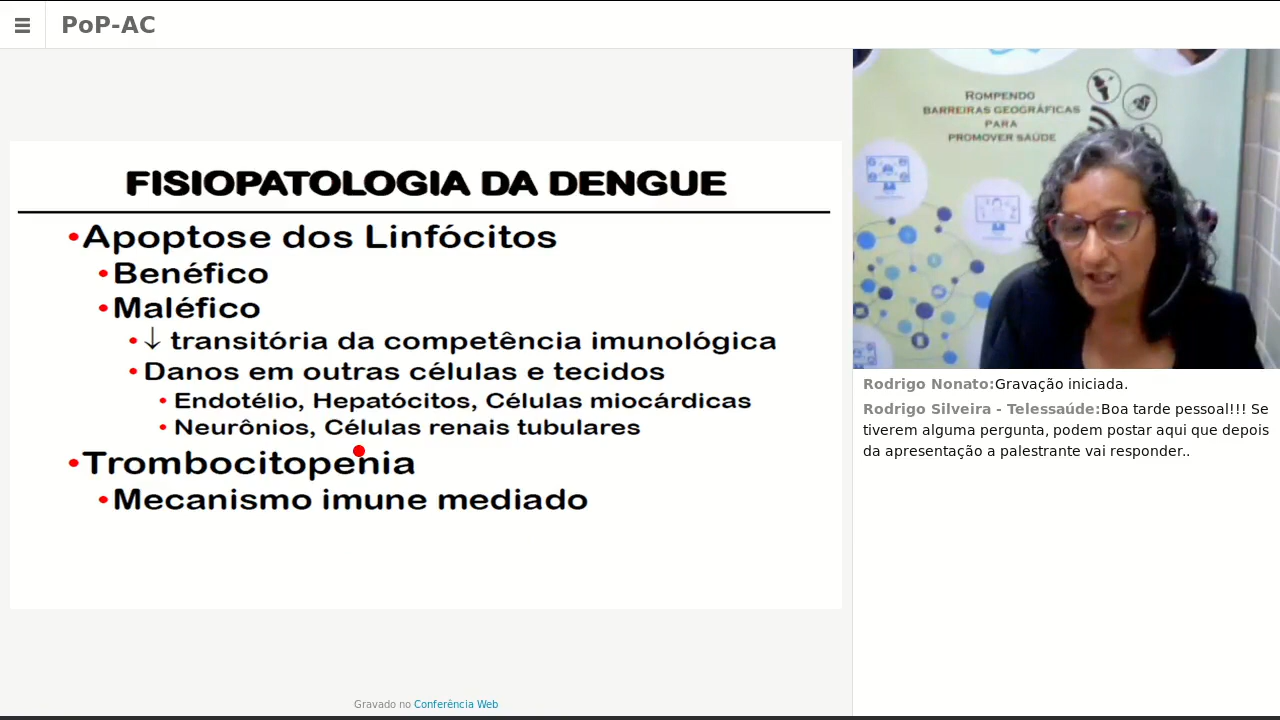 PoP-AC
FISIOPATOLOGIA DA DENGUE
•Apoptose dos Linfócitos
•Benéfico
•Maléfico
•↓ transitória da competência imunológica
•Danos em outras células e tecidos
•Endotélio, Hepatócitos, Células miocárdicas
•Neurônios, Células renais tubulares
•Trombocitopenia
•Mecanismo imune mediado
Gravado no Conferência Web
ROMPENDO
BARREIRAS GEOGRÁFICAS
PARA
PROMOVER SAÚDE
Rodrigo Nonato:Gravação iniciada.
Rodrigo Silveira - Telessaúde:Boa tarde pessoal!!! Se
tiverem alguma pergunta, podem postar aqui que depois
da apresentação a palestrante vai responder..